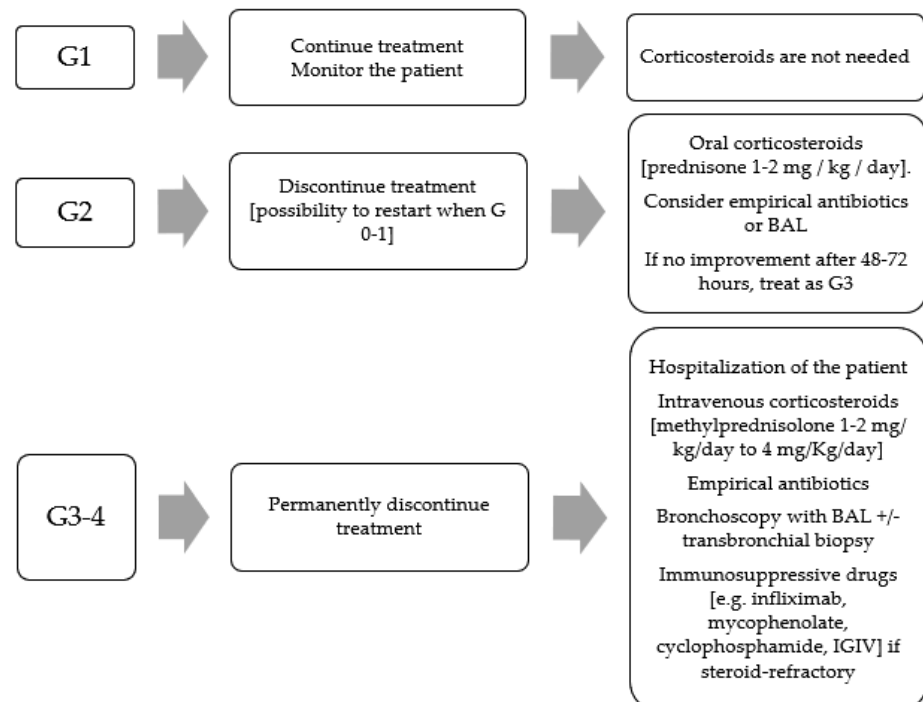 G1
Continue treatment
Monitor the patient
Corticosteroids are not needed
G2
Discontinue treatment
[possibility to restart when G
0-1]
Oral corticosteroids
[prednisone 1-2 mg / kg / day].
Consider empirical antibiotics
or BAL
If no improvement after 48-72
hours, treat as G3
G3-4
Permanently discontinue
treatment
Hospitalization of the patient
Intravenous corticosteroids
[methylprednisolone 1-2 mg/
kg/day to 4 mg/Kg/day]
Empirical antibiotics
Bronchoscopy with BAL +/-
transbronchial biopsy
Immunosuppressive drugs
[e.g. infliximab,
mycophenolate,
cyclophosphamide, IGIV] if
steroid-refractory